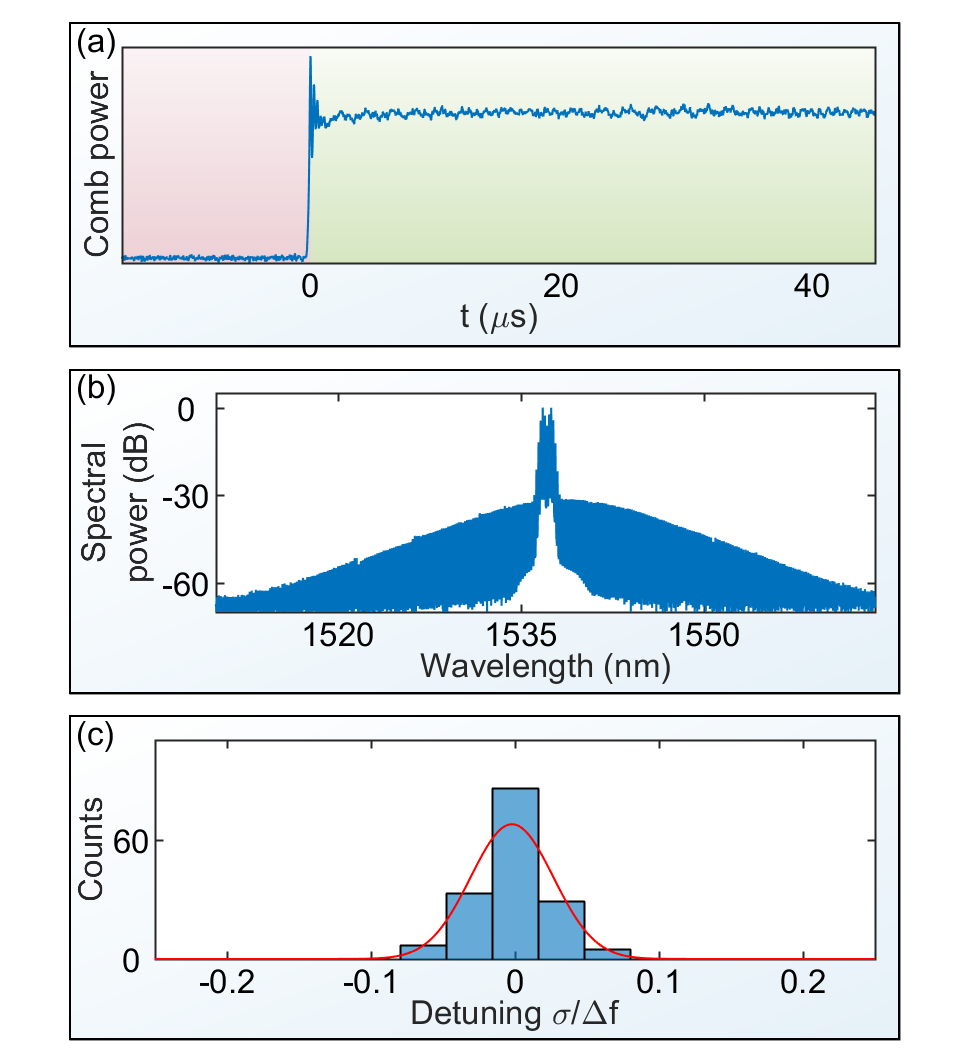 (a)
Comb power
0 20 40
t (μs)
(b)
Spectral
power (dB)
0
-30
-60
1520 1535 1550
Wavelength (nm)
(c)
Counts
60
0
-0.2 -0.1 0 0.1 0.2
Detuning σ/Δf